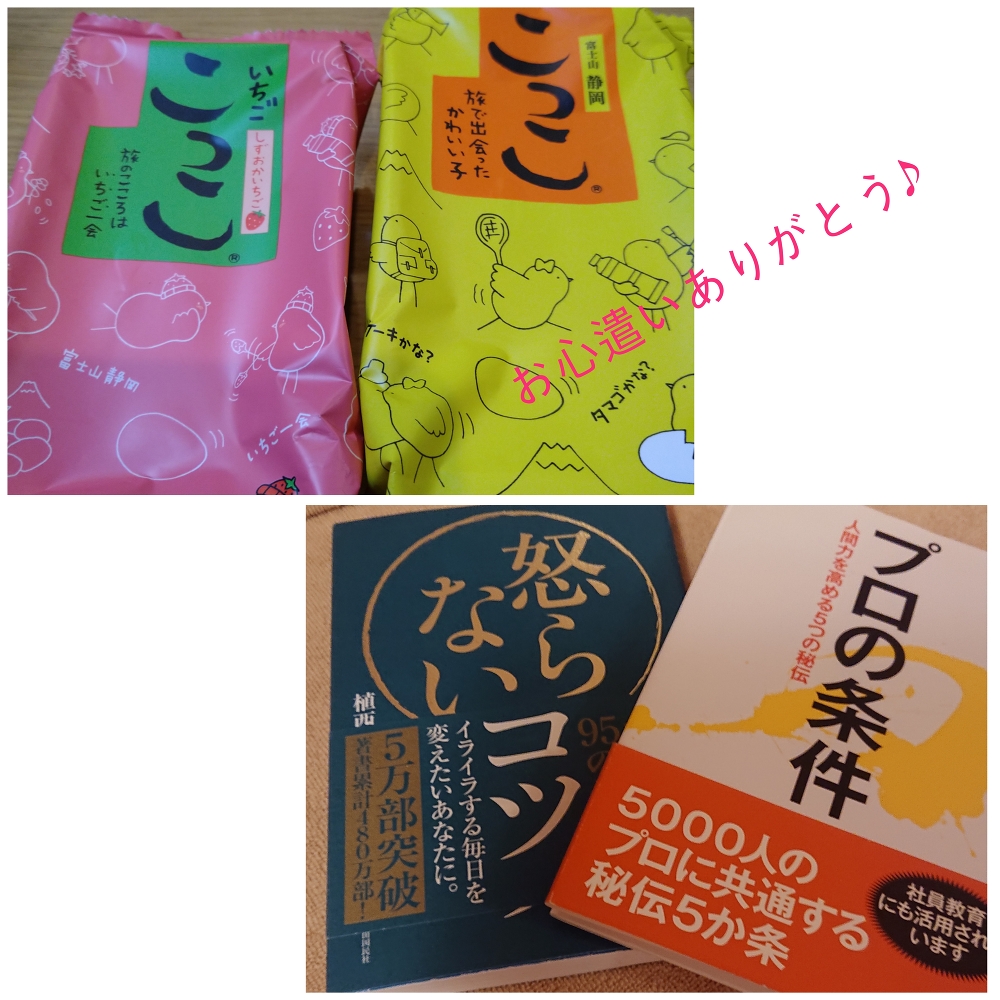 いちご
こっこ
しずおかいちご
旅のこころは
いちご一会
®
富士山 静岡
いちご一会
こっこ
富士山 静岡
旅で出会った
かわいい子
®
ケーキかな?
タマゴかな?
お心遣いありがとう♪
怒ら
ない
コツ
95の
植西
イライラする毎日を
変えたいあなたに。
5万部突破
著書累計480万部!
プロの条件
人間力を高める5つの秘伝
5000人の
プロに共通する
秘伝5か条
社員教育
にも活用され
います